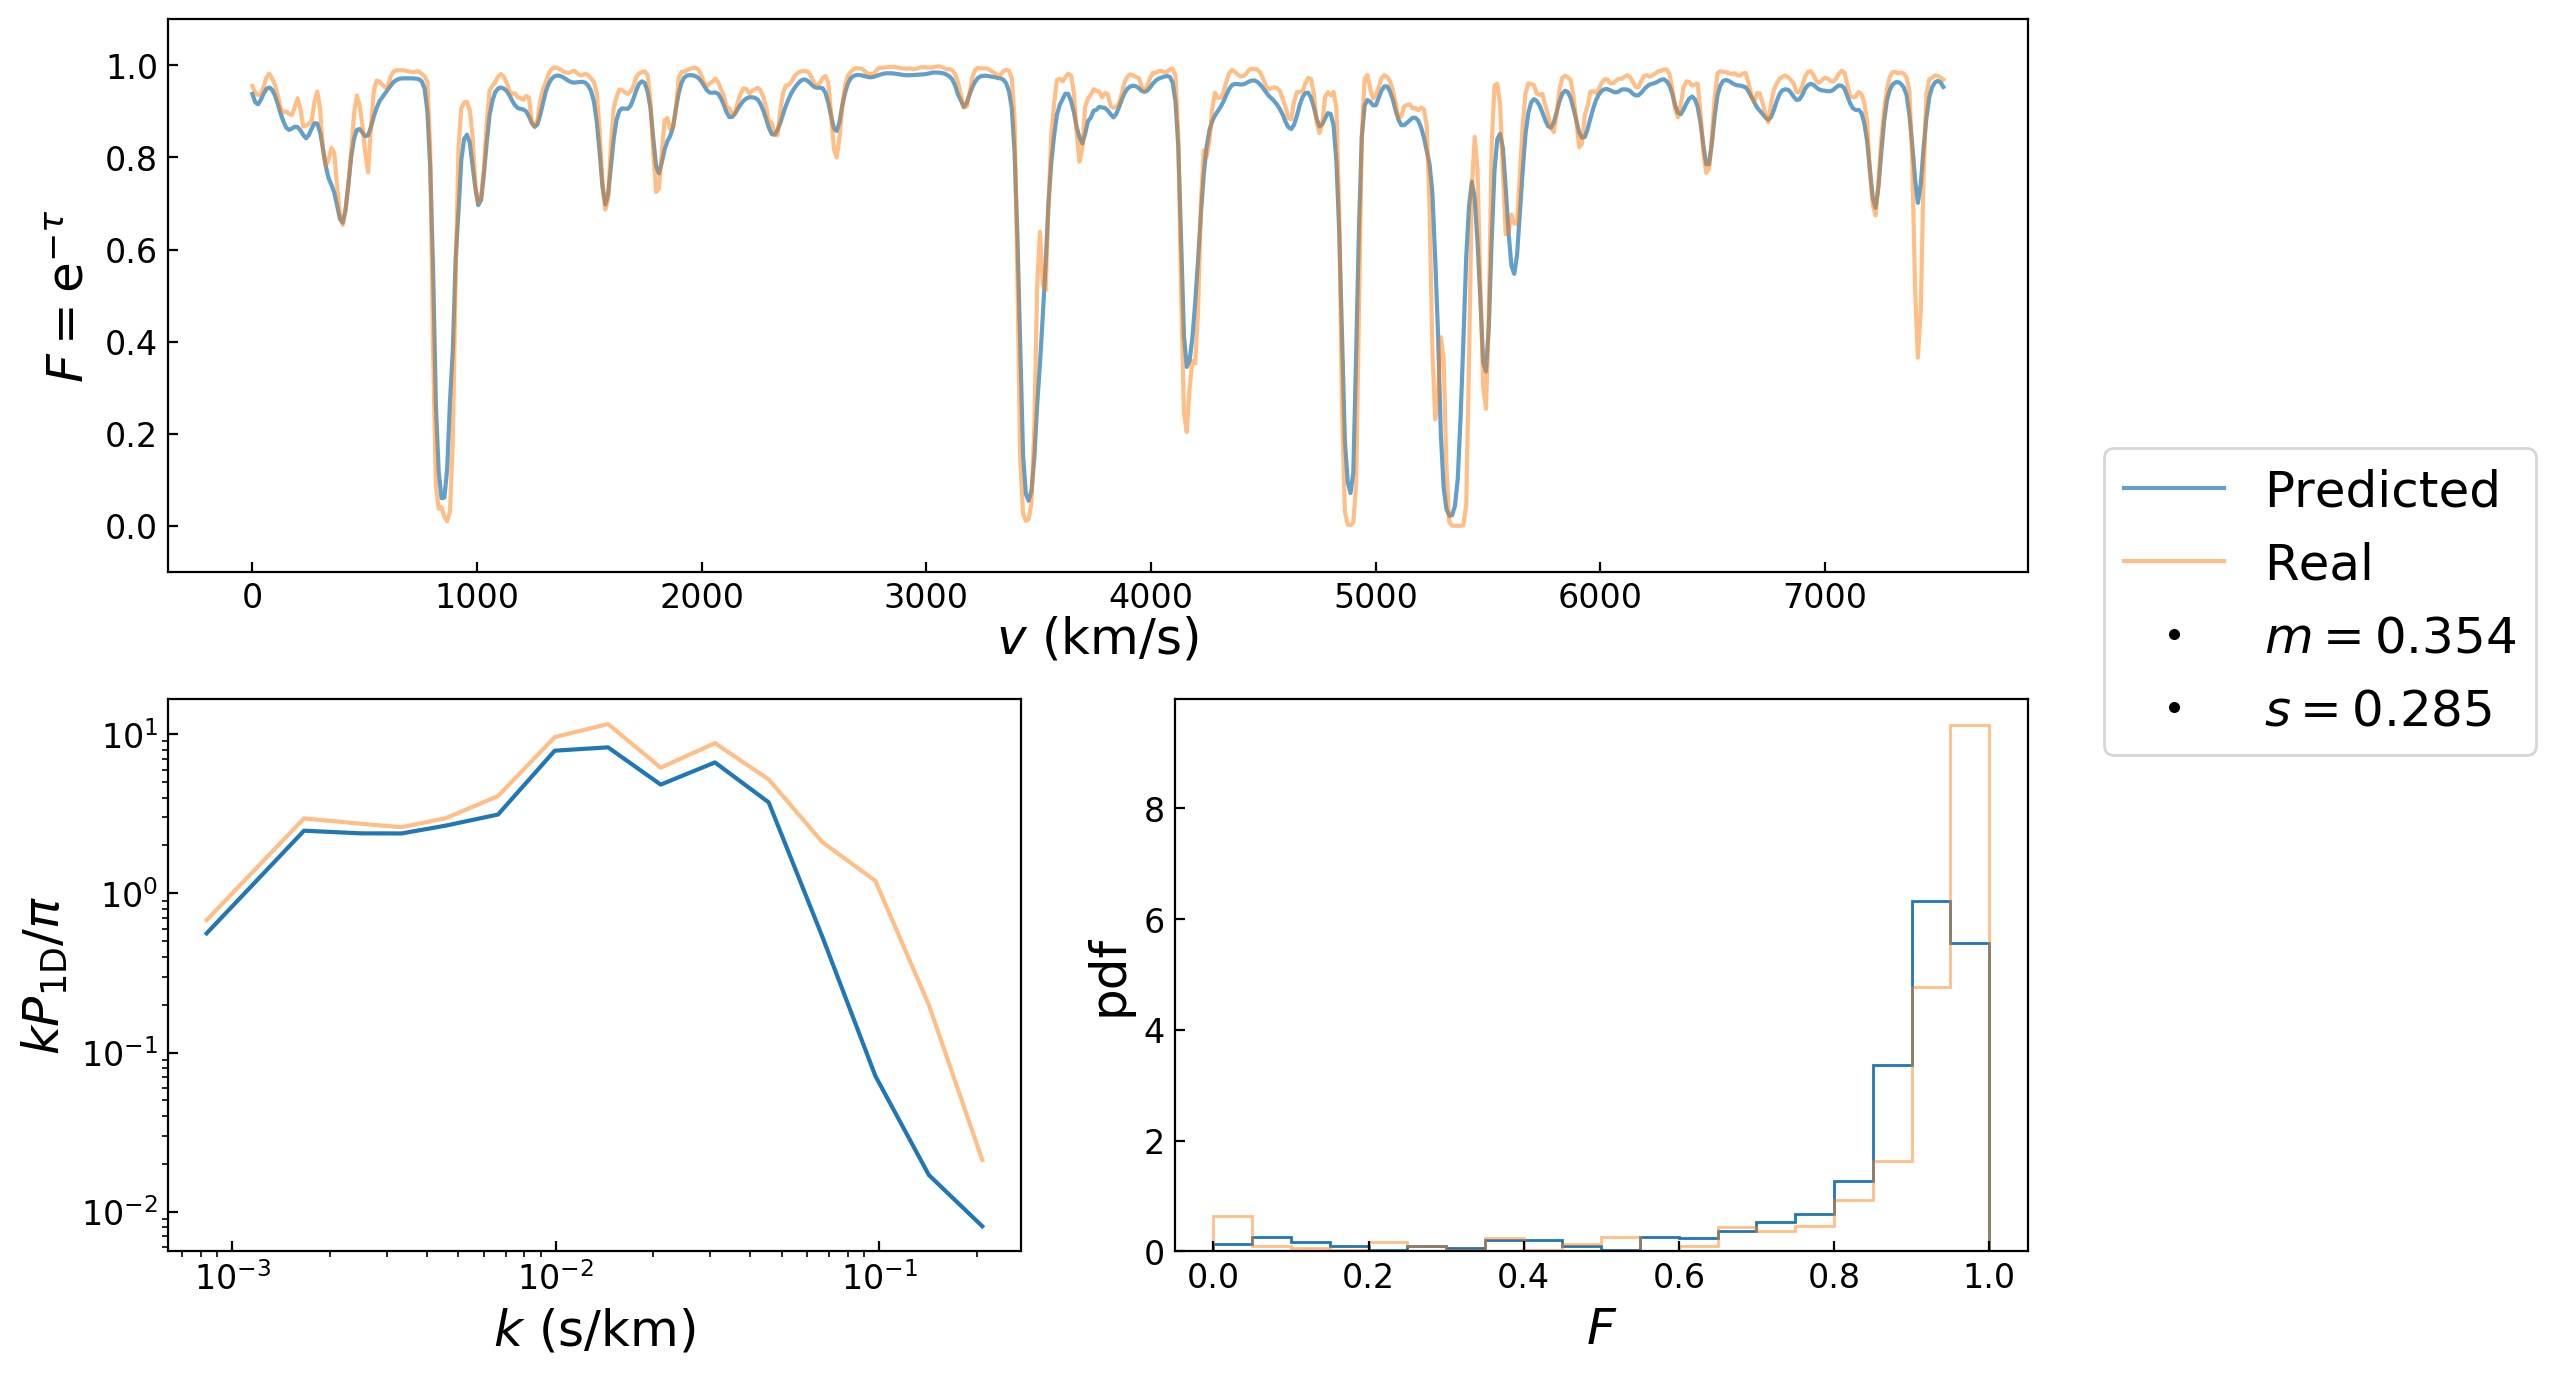 1.0
0.8
0.6
0.4
0.2
0.0
F = e^{−τ}
0 1000 2000 3000 4000 5000 6000 7000
v (km/s)
Predicted
Real
m = 0.354
s = 0.285
10^1
10^0
10^{−1}
10^{−2}
kP_{1D}/π
10^{−3} 10^{−2} 10^{−1}
k (s/km)
8
6
4
2
0
pdf
0.0 0.2 0.4 0.6 0.8 1.0
F